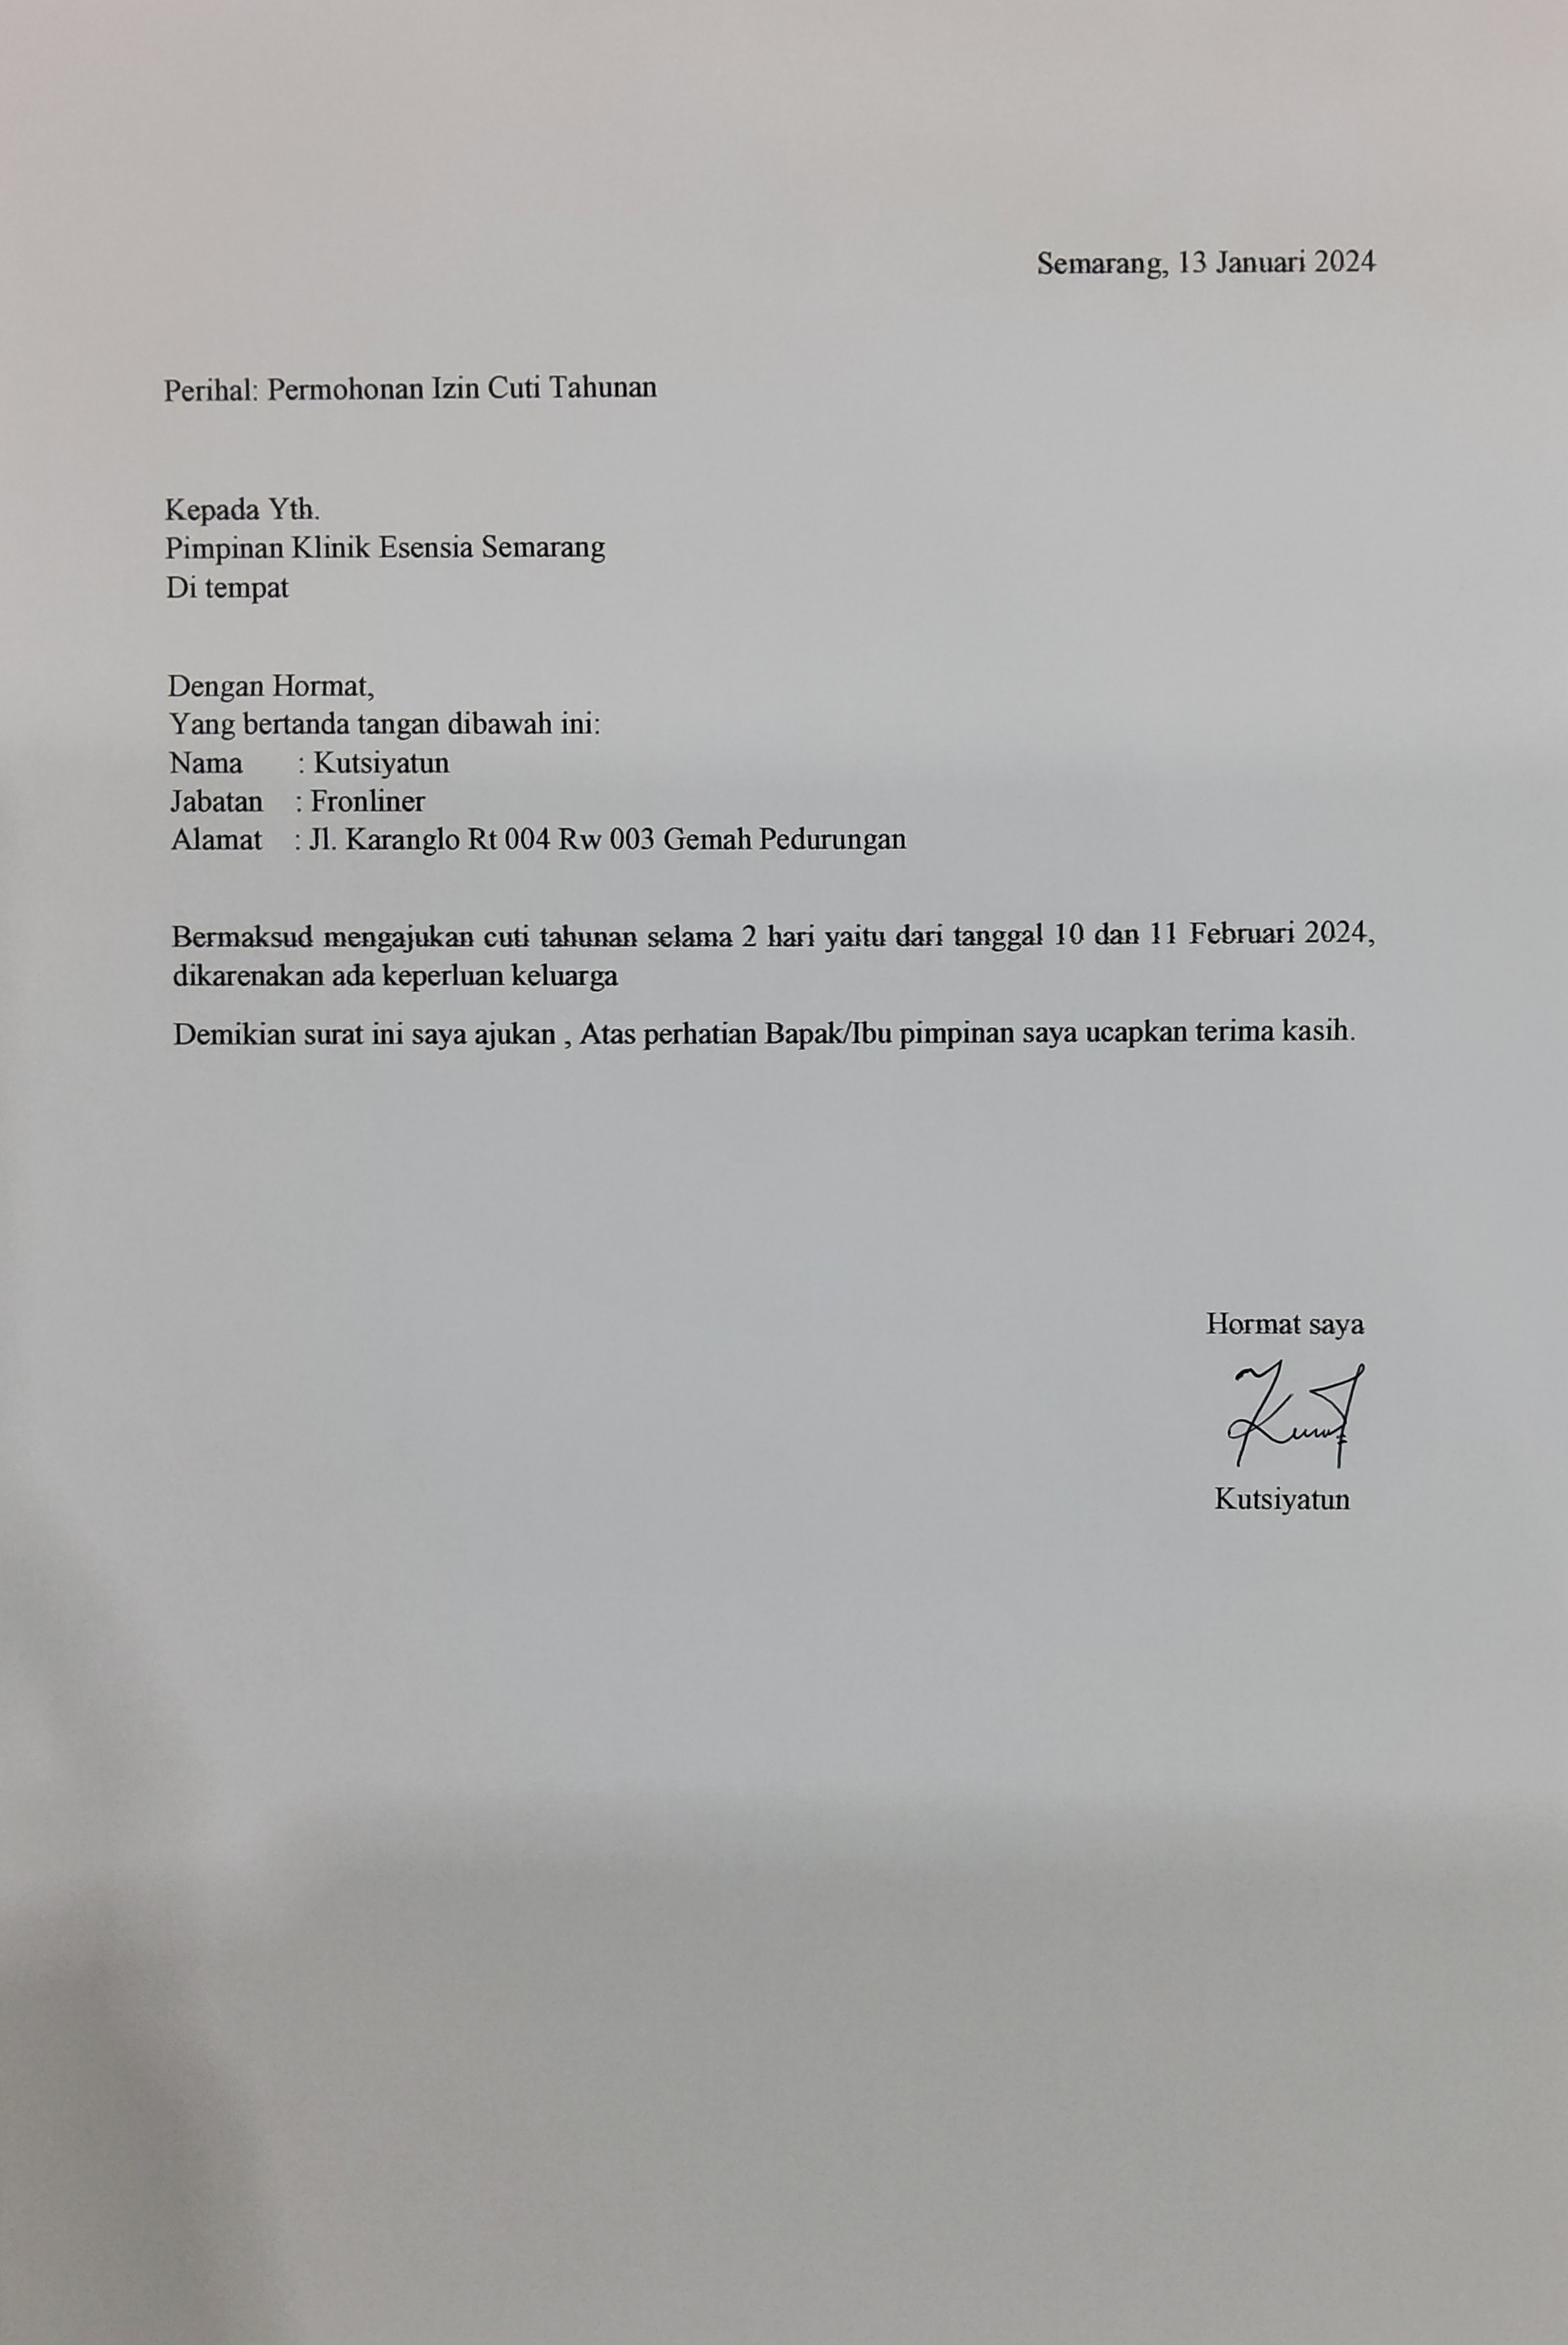 Semarang, 13 Januari 2024
Perihal: Permohonan Izin Cuti Tahunan
Kepada Yth.
Pimpinan Klinik Esensia Semarang
Di tempat
Dengan Hormat,
Yang bertanda tangan dibawah ini:
Nama : Kutsiyatun
Jabatan : Fronliner
Alamat : Jl. Karanglo Rt 004 Rw 003 Gemah Pedurungan
Bermaksud mengajukan cuti tahunan selama 2 hari yaitu dari tanggal 10 dan 11 Februari 2024,
dikarenakan ada keperluan keluarga
Demikian surat ini saya ajukan , Atas perhatian Bapak/Ibu pimpinan saya ucapkan terima kasih.
Hormat saya
Kutsiyatun